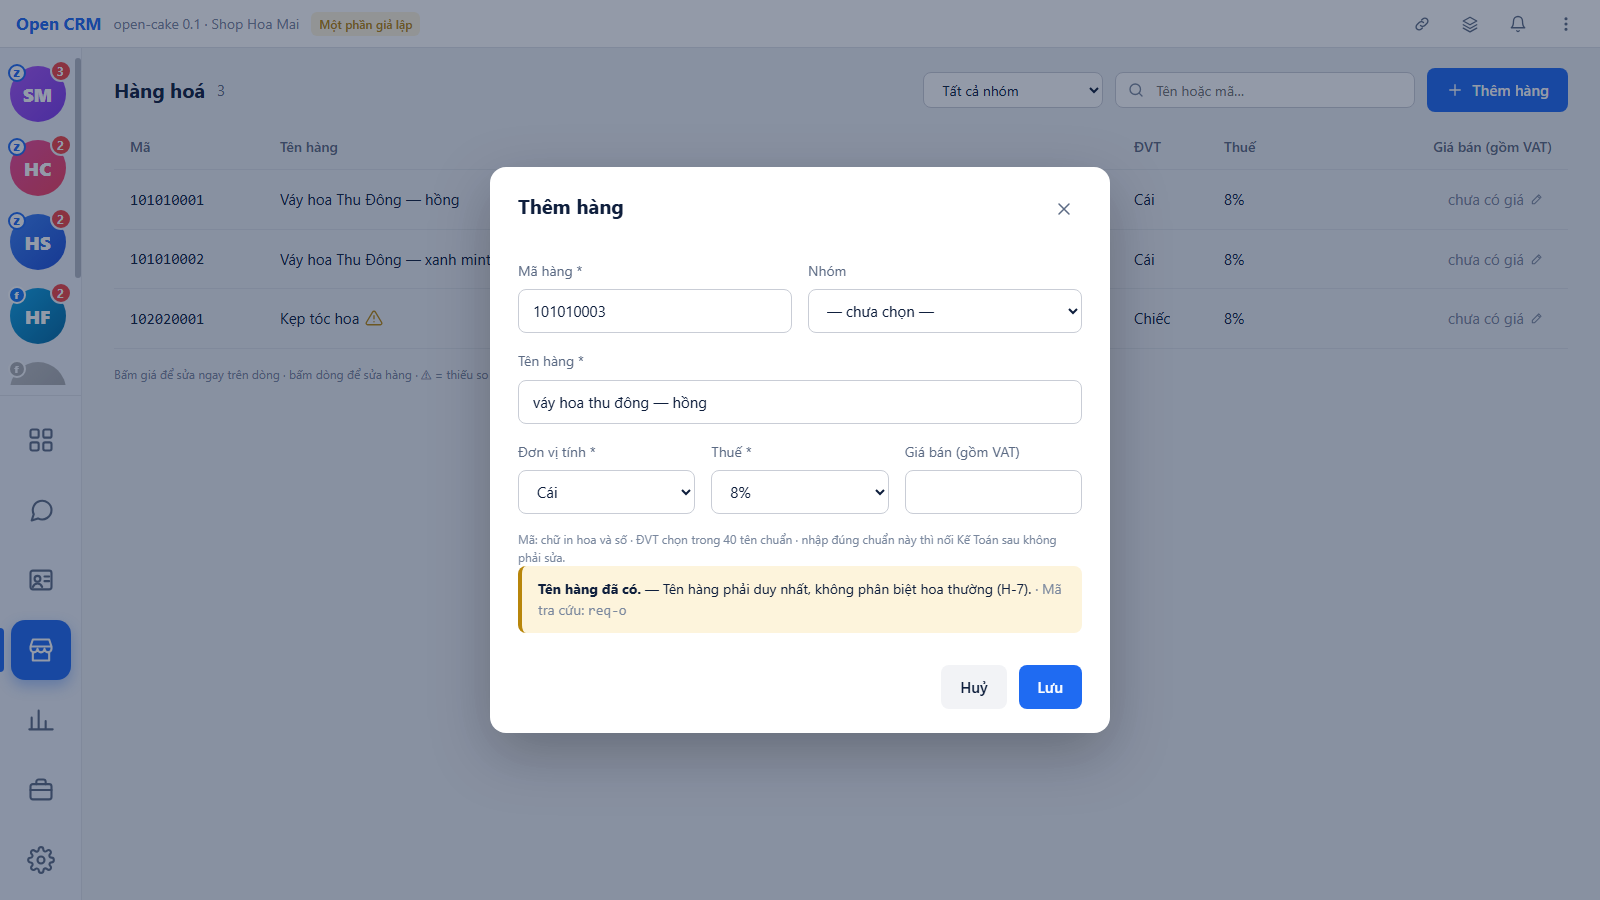 Open CRM open-cake 0.1 · Shop Hoa Mai Một phần giả lập
z 3
SM
z 2
HC
z 2
HS
f 2
HF
f
Hàng hoá 3
Tất cả nhóm
Tên hoặc mã...
Thêm hàng
Mã Tên hàng ĐVT Thuế Giá bán (gồm VAT)
101010001 Váy hoa Thu Đông — hồng Cái 8% chưa có giá
101010002 Váy hoa Thu Đông — xanh mint Cái 8% chưa có giá
102020001 Kẹp tóc hoa Chiếc 8% chưa có giá
Bấm giá để sửa ngay trên dòng · bấm dòng để sửa hàng · ⚠ = thiếu so
Thêm hàng
Mã hàng * Nhóm
101010003 — chưa chọn —
Tên hàng *
váy hoa thu đông — hồng
Đơn vị tính * Thuế * Giá bán (gồm VAT)
Cái 8%
Mã: chữ in hoa và số · ĐVT chọn trong 40 tên chuẩn · nhập đúng chuẩn này thì nối Kế Toán sau không
phải sửa.
Tên hàng đã có. — Tên hàng phải duy nhất, không phân biệt hoa thường (H-7). · Mã
tra cứu: req-o
Huỷ Lưu